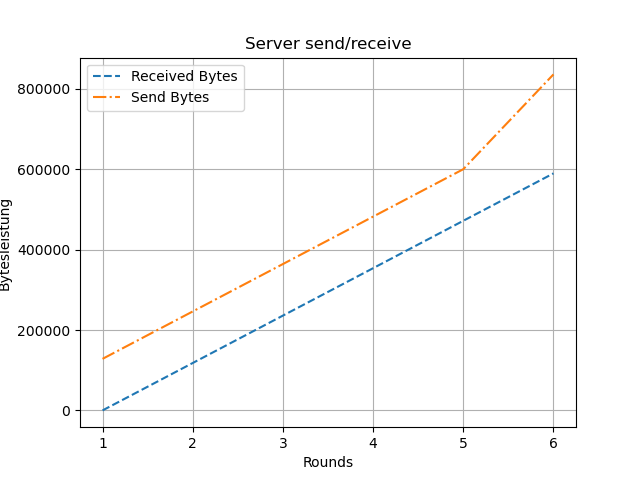 Server send/receive
Received Bytes
Send Bytes
800000
600000
400000
200000
0
Bytesleistung
1 2 3 4 5 6
Rounds